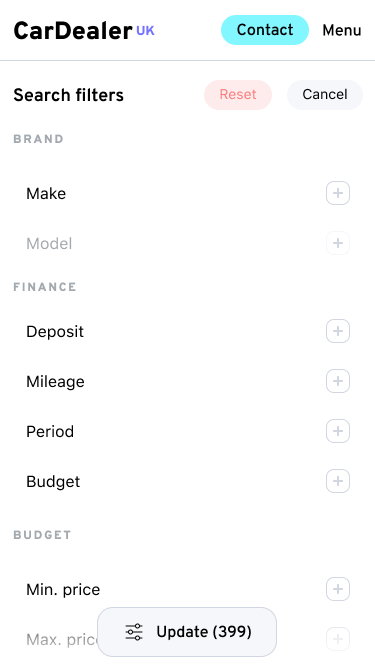 CarDealer UK Contact Menu
Search filters Reset Cancel
BRAND
Make
Model
FINANCE
Deposit
Mileage
Period
Budget
BUDGET
Min. price
Max.
Update (399)